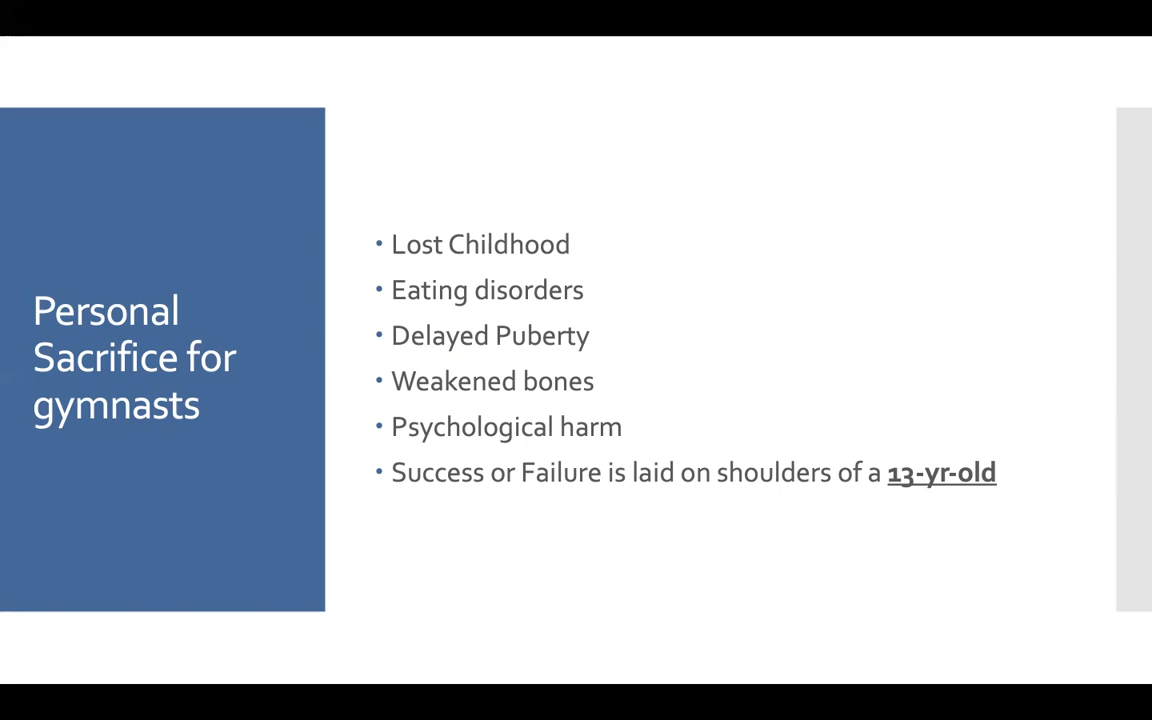 Personal
Sacrifice for
gymnasts
• Lost Childhood
• Eating disorders
• Delayed Puberty
• Weakened bones
• Psychological harm
• Success or Failure is laid on shoulders of a 13-yr-old